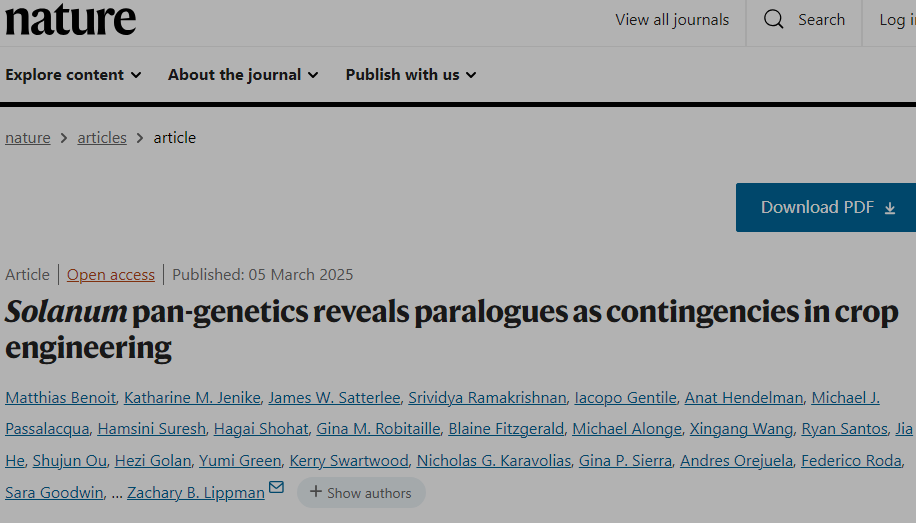 nature
View all journals
Search
Log i
Explore content
About the journal
Publish with us
nature > articles > article
Download PDF
Article | Open access | Published: 05 March 2025
Solanum pan-genetics reveals paralogues as contingencies in crop
engineering
Matthias Benoit, Katharine M. Jenike, James W. Satterlee, Srividya Ramakrishnan, Iacopo Gentile, Anat Hendelman, Michael J.
Passalacqua, Hamsini Suresh, Hagai Shohat, Gina M. Robitaille, Blaine Fitzgerald, Michael Alonge, Xingang Wang, Ryan Santos, Jia
He, Shujun Ou, Hezi Golan, Yumi Green, Kerry Swartwood, Nicholas G. Karavolias, Gina P. Sierra, Andres Orejuela, Federico Roda,
Sara Goodwin, … Zachary B. Lippman + Show authors